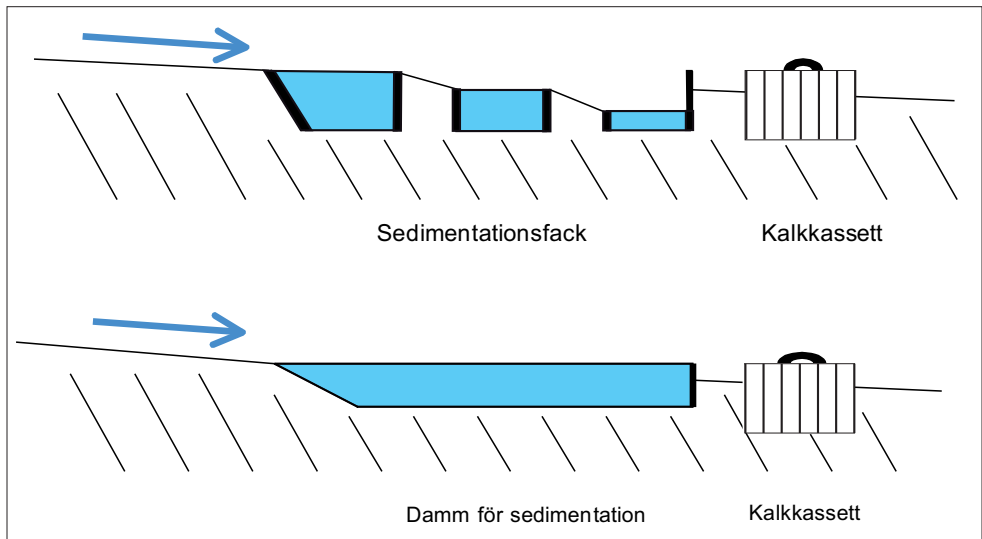 Sedimentationsfack
Kalkkassett
Damm för sedimentation
Kalkkassett